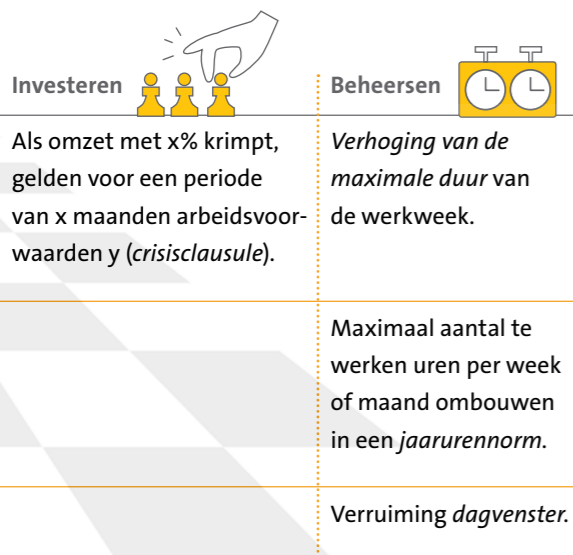 Investeren
Als omzet met x% krimpt,
gelden voor een periode
van x maanden arbeidsvoor-
waarden y (crisisclausule).
Beheersen
Verhoging van de
maximale duur van
de werkweek.
Maximaal aantal te
werken uren per week
of maand ombouwen
in een jaarurennorm.
Verruiming dagvenster.